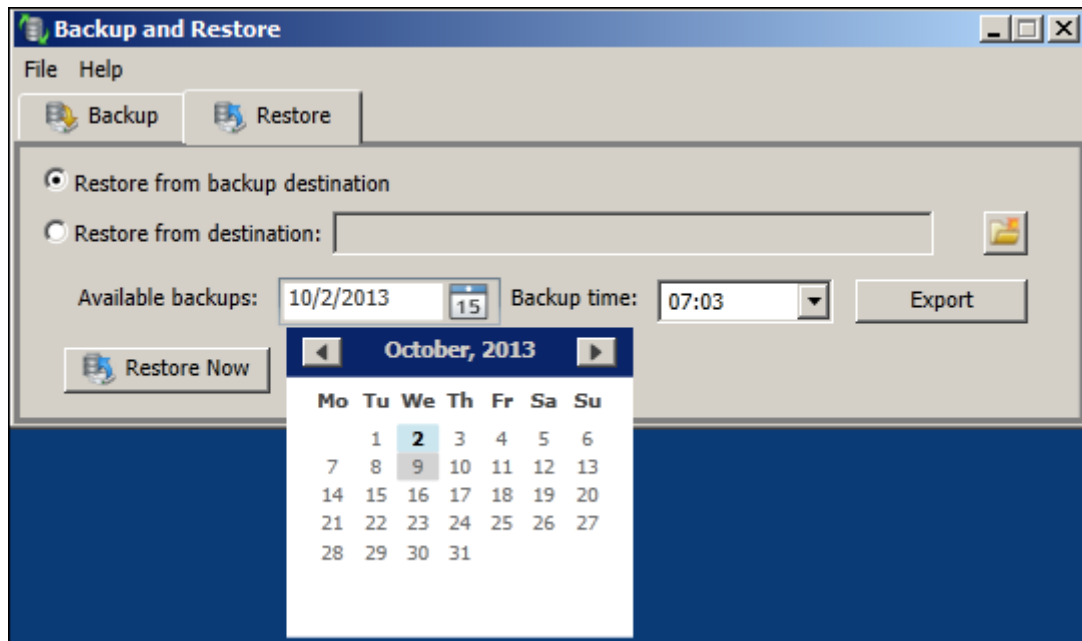 Backup and Restore
File Help
Backup Restore
Restore from backup destination
Restore from destination:
Available backups: 10/2/2013 15 Backup time: 07:03 Export
Restore Now
October, 2013
Mo Tu We Th Fr Sa Su
1 2 3 4 5 6
7 8 9 10 11 12 13
14 15 16 17 18 19 20
21 22 23 24 25 26 27
28 29 30 31